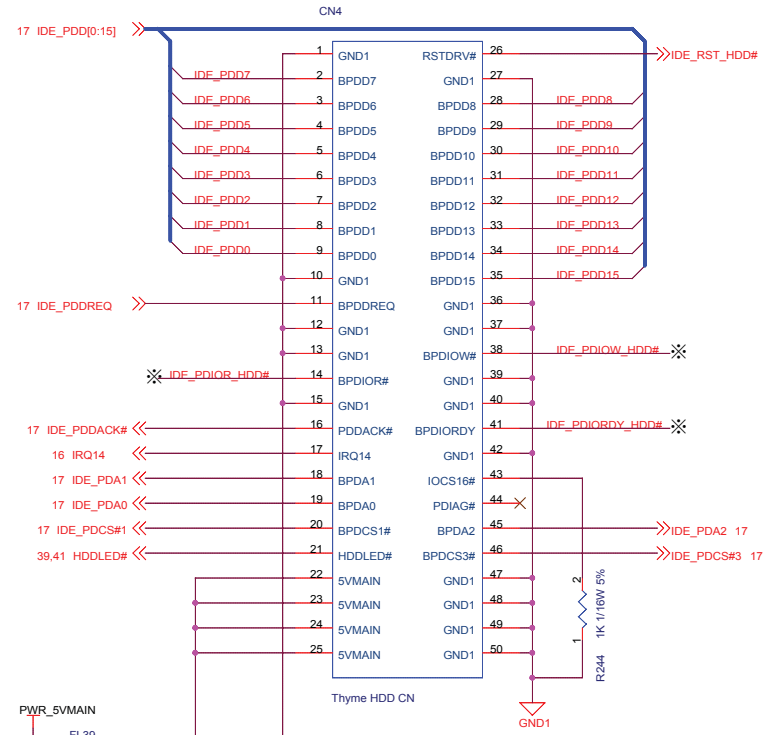 CN4
17 IDE_PDD[0:15]
1 GND1 RSTDRV# 26 IDE_RST_HDD#
IDE_PDD7 2 BPDD7 GND1 27
IDE_PDD6 3 BPDD6 BPDD8 28 IDE_PDD8
IDE_PDD5 4 BPDD5 BPDD9 29 IDE_PDD9
IDE_PDD4 5 BPDD4 BPDD10 30 IDE_PDD10
IDE_PDD3 6 BPDD3 BPDD11 31 IDE_PDD11
IDE_PDD2 7 BPDD2 BPDD12 32 IDE_PDD12
IDE_PDD1 8 BPDD1 BPDD13 33 IDE_PDD13
IDE_PDD0 9 BPDD0 BPDD14 34 IDE_PDD14
10 GND1 BPDD15 35 IDE_PDD15
17 IDE_PDDREQ 11 BPDDREQ GND1 36
12 GND1 GND1 37
13 GND1 BPDIOW# 38 IDE_PDIOW_HDD# ※
※ IDE_PDIOR_HDD# 14 BPDIOR# GND1 39
15 GND1 GND1 40
17 IDE_PDDACK# 16 PDDACK# BPDIORDY 41 IDE_PDIORDY_HDD# ※
16 IRQ14 17 IRQ14 GND1 42
17 IDE_PDA1 18 BPDA1 IOCS16# 43
17 IDE_PDA0 19 BPDA0 PDIAG# 44
17 IDE_PDCS#1 20 BPDCS1# BPDA2 45 IDE_PDA2 17
39,41 HDDLED# 21 HDDLED# BPDCS3# 46 IDE_PDCS#3 17
22 5VMAIN GND1 47
23 5VMAIN GND1 48
24 5VMAIN GND1 49
25 5VMAIN GND1 50
2
1
R244 1K 1/16W 5%
Thyme HDD CN
GND1
PWR_5VMAIN